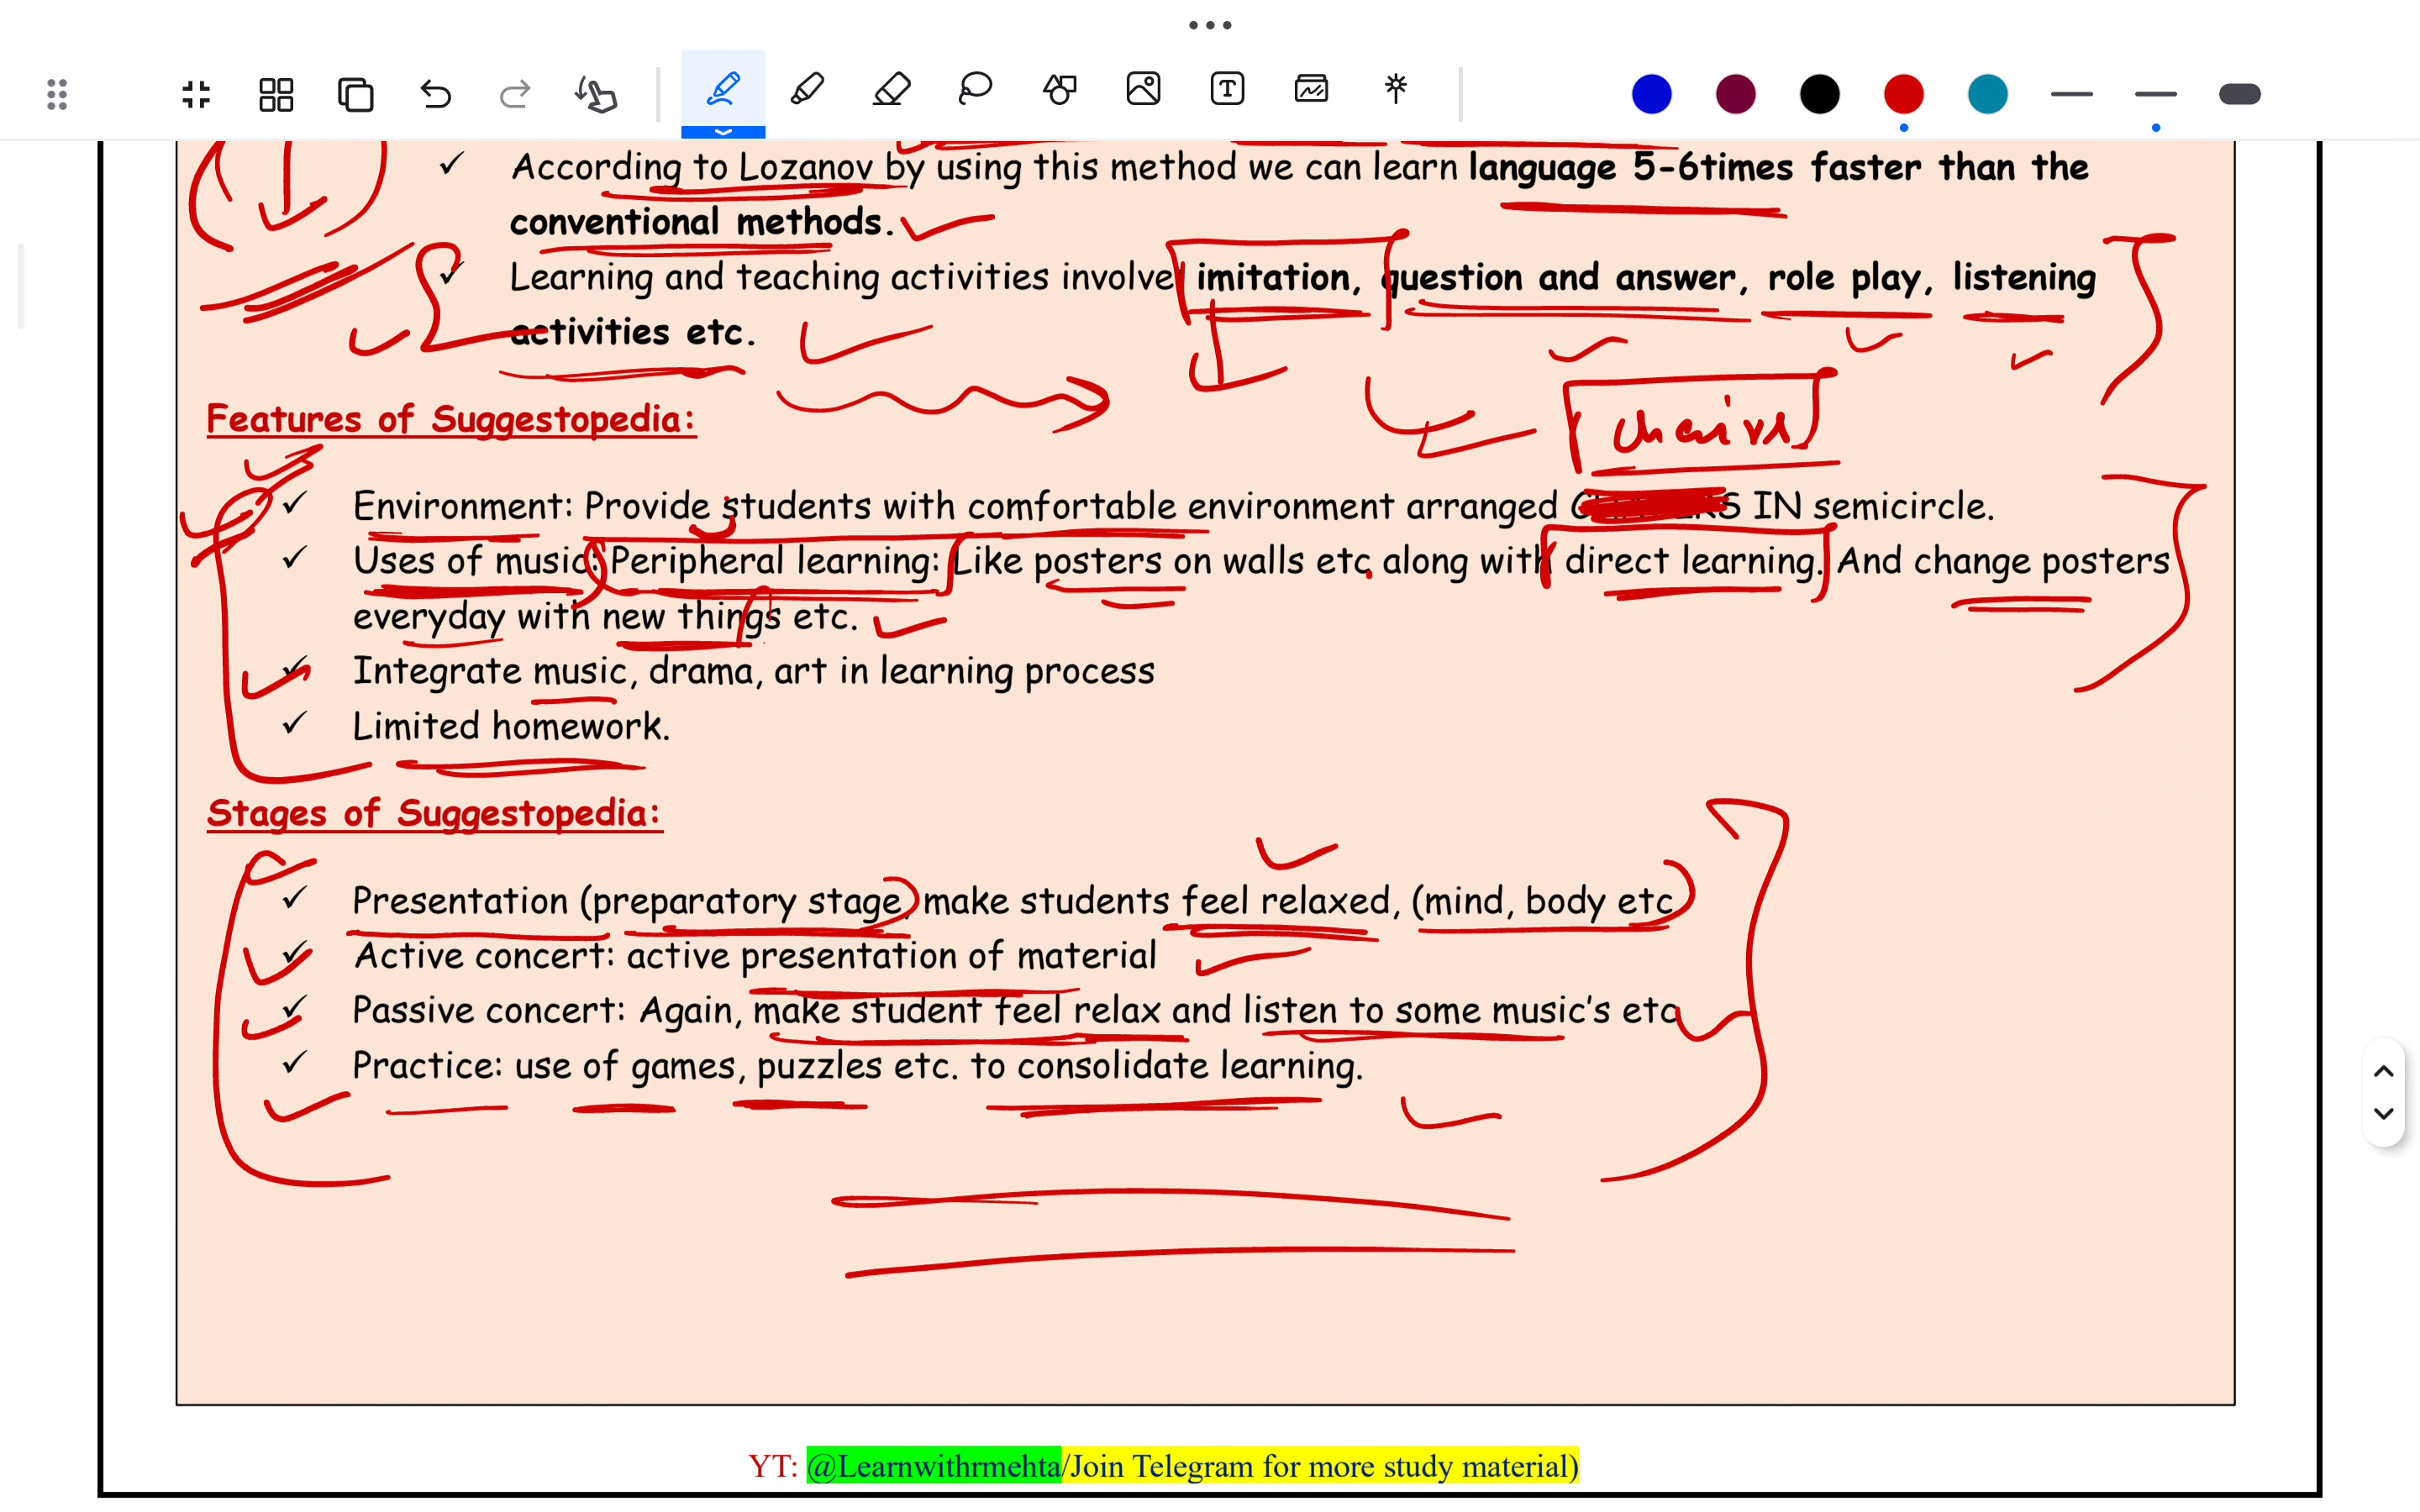 According to Lozanov by using this method we can learn language 5-6times faster than the
conventional methods.
Learning and teaching activities involve imitation, question and answer, role play, listening
activities etc.
Features of Suggestopedia:
Environment: Provide students with comfortable environment arranged IN semicircle.
Uses of music: Peripheral learning: Like posters on walls etc. along with direct learning. And change posters
everyday with new things etc.
Integrate music, drama, art in learning process
Limited homework.
Stages of Suggestopedia:
Presentation (preparatory stage) make students feel relaxed, (mind, body etc
Active concert: active presentation of material
Passive concert: Again, make student feel relax and listen to some music's etc
Practice: use of games, puzzles etc. to consolidate learning.
YT: @Learnwithrmehta/Join Telegram for more study material)